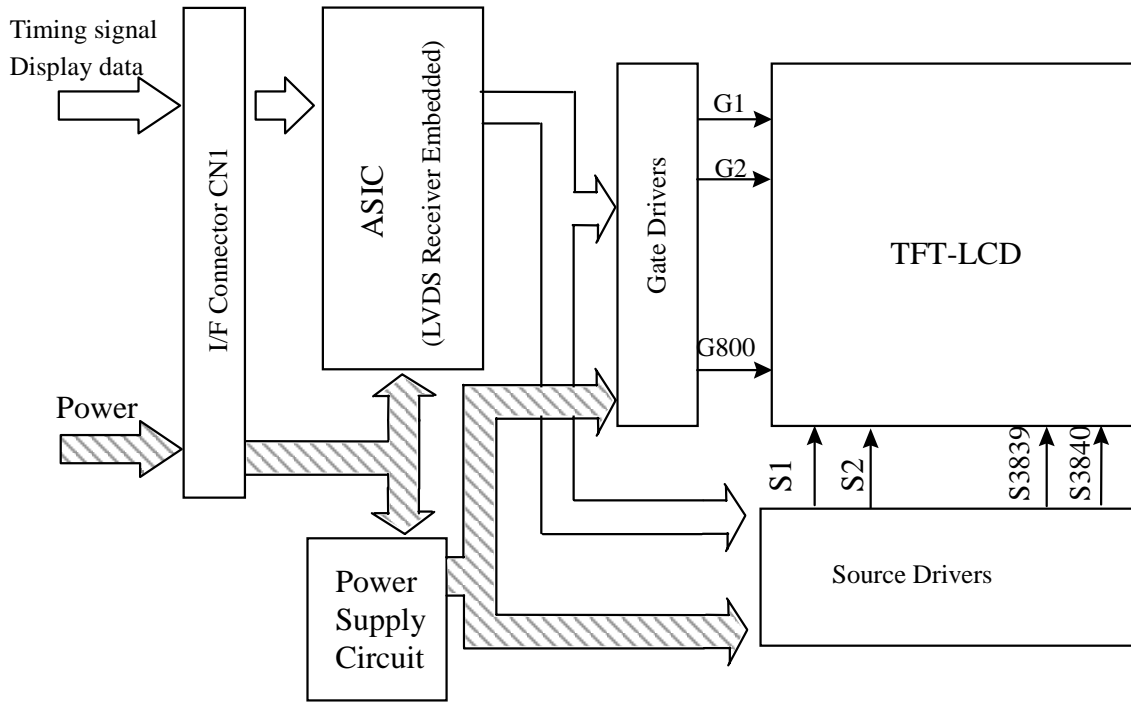 Timing signal
Display data
I/F Connector CN1
ASIC
(LVDS Receiver Embedded)
Gate Drivers
G1
G2
G800
TFT-LCD
Power
S1
S2
S3839
S3840
Power
Supply
Circuit
Source Drivers